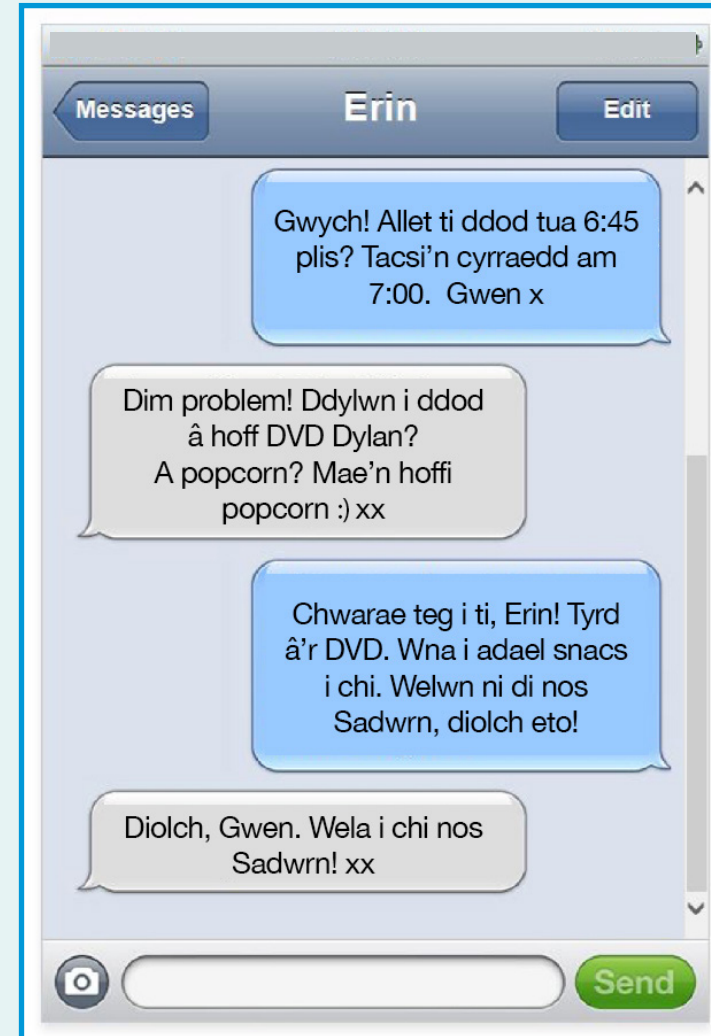 Messages
Erin
Edit
Gwych! Allet ti ddod tua 6:45
plis? Tacsi’n cyrraedd am
7:00.  Gwen x
Dim problem! Ddylwn i ddod
â hoff DVD Dylan?
A popcorn? Mae’n hoffi
popcorn :) xx
Chwarae teg i ti, Erin! Tyrd
â’r DVD. Wna i adael snacs
i chi. Welwn ni di nos
Sadwrn, diolch eto!
Diolch, Gwen. Wela i chi nos
Sadwrn! xx
Send